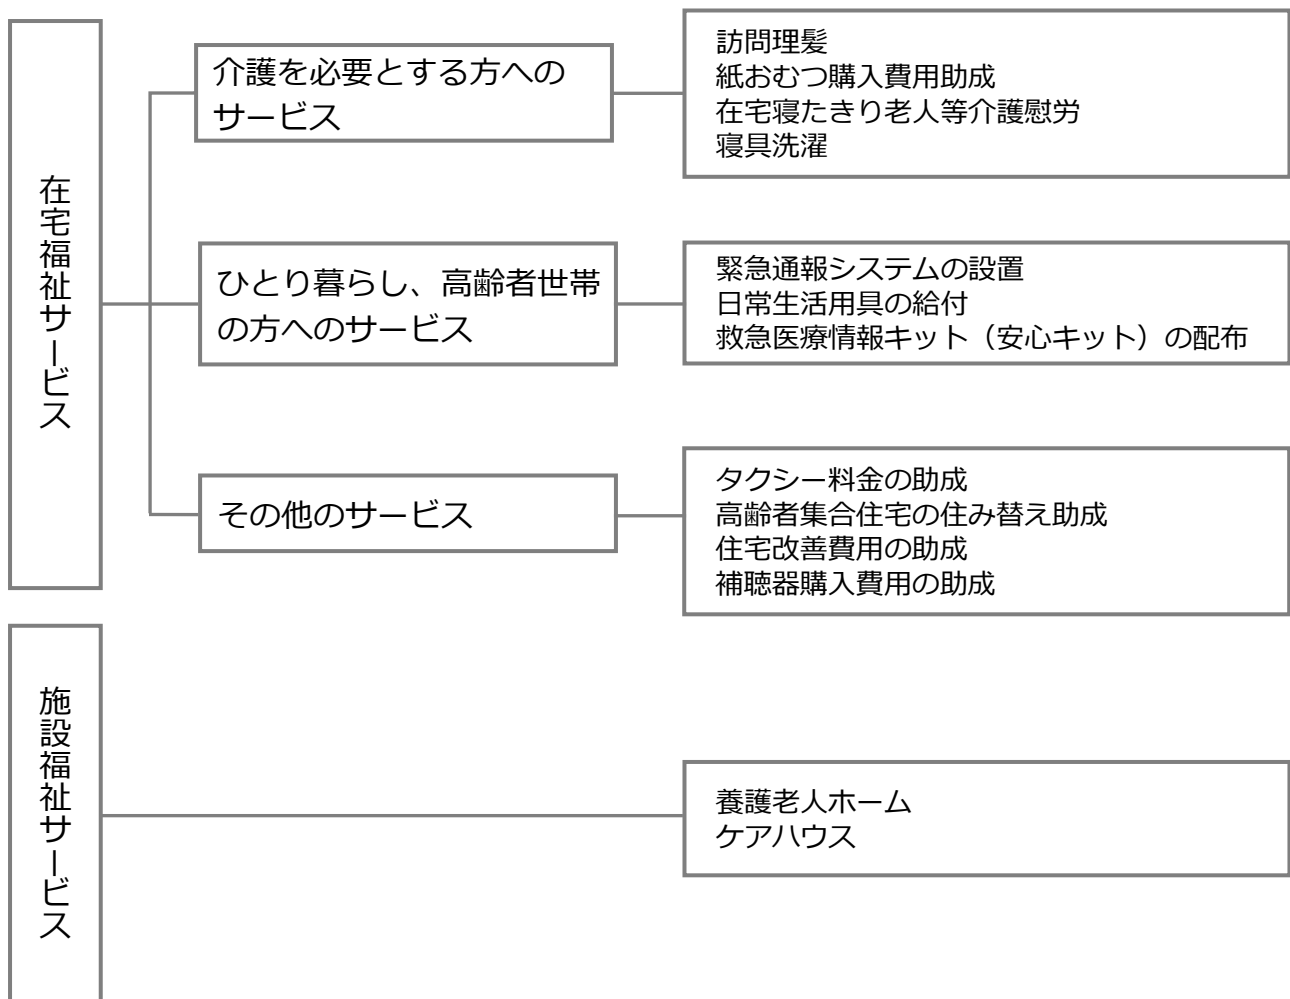 在宅福祉サービス
介護を必要とする方への
サービス
訪問理髪
紙おむつ購入費用助成
在宅寝たきり老人等介護慰労
寝具洗濯
ひとり暮らし、高齢者世帯
の方へのサービス
緊急通報システムの設置
日常生活用具の給付
救急医療情報キット（安心キット）の配布
その他のサービス
タクシー料金の助成
高齢者集合住宅の住み替え助成
住宅改善費用の助成
補聴器購入費用の助成
施設福祉サービス
養護老人ホーム
ケアハウス